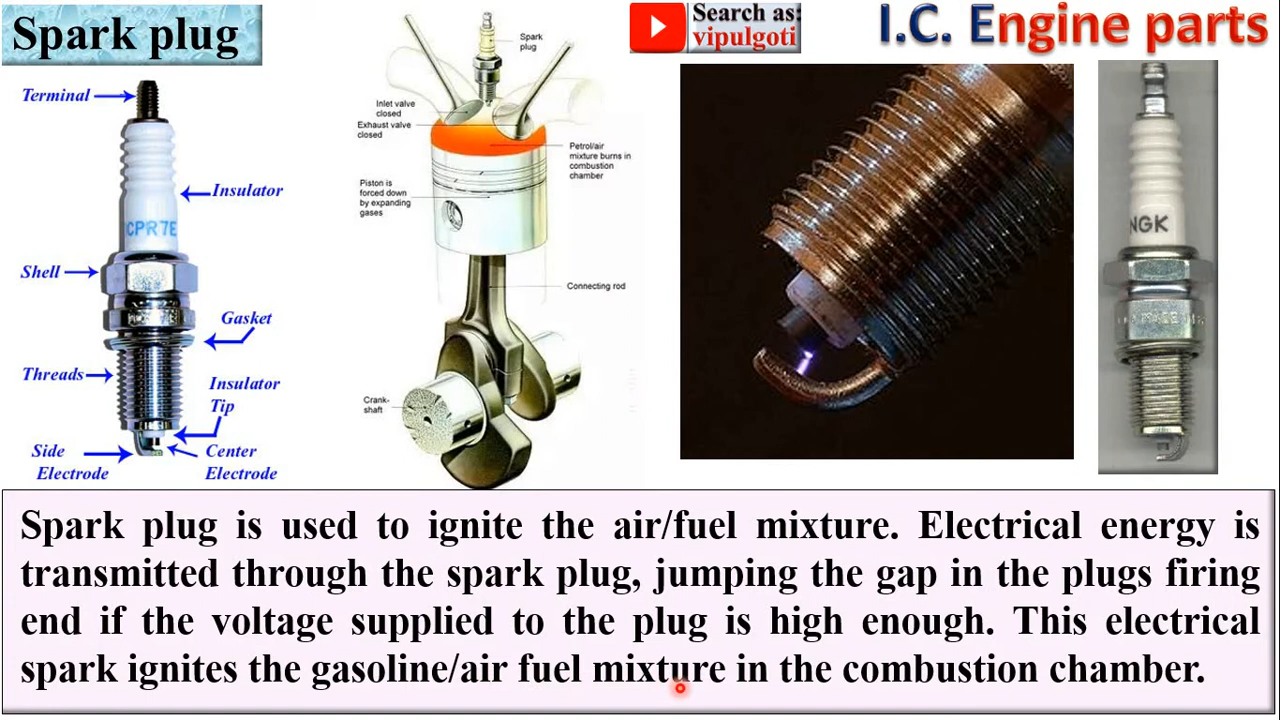 Spark plug
Search as:
vipulgoti
I.C. Engine parts
Terminal
Insulator
CPR7E
Shell
Gasket
Threads
Insulator
Tip
Side
Electrode
Center
Electrode
Spark
plug
Inlet valve
closed
Exhaust valve
closed
Petrol/air
mixture burns in
combustion
chamber
Piston is
forced down
by expanding
gases
Connecting rod
Crank-
shaft
NGK
Spark plug is used to ignite the air/fuel mixture. Electrical energy is
transmitted through the spark plug, jumping the gap in the plugs firing
end if the voltage supplied to the plug is high enough. This electrical
spark ignites the gasoline/air fuel mixture in the combustion chamber.